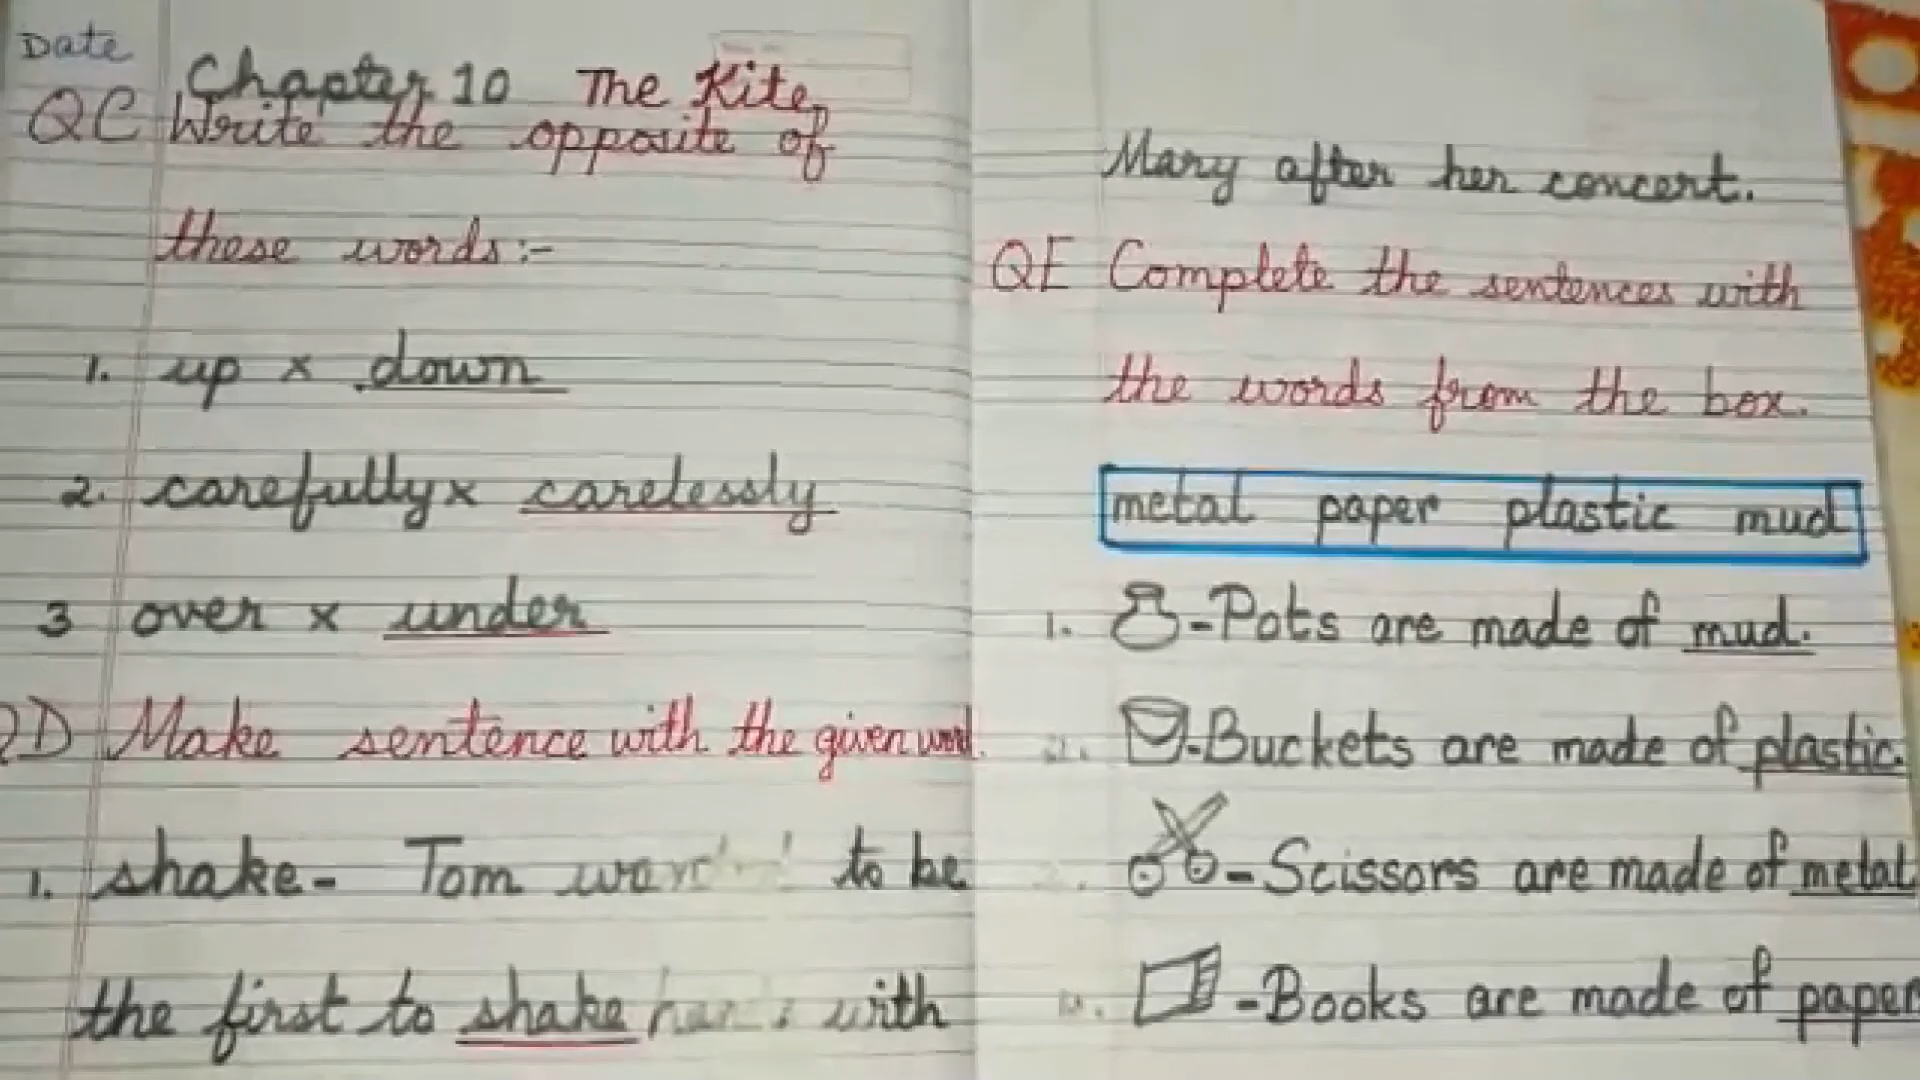 Date
Chapter 10 The Kite
QC Write the opposite of
these words:-
1. up x down
2. carefully x carelessly
3 over x under
QD Make sentence with the given word.
1. shake- Tom to be
the first to shake with
Mary after her concert.
QE Complete the sentences with
the words from the box.
metal paper plastic mud
1. -Pots are made of mud.
-Buckets are made of plastic.
-Scissors are made of metal
-Books are made of paper